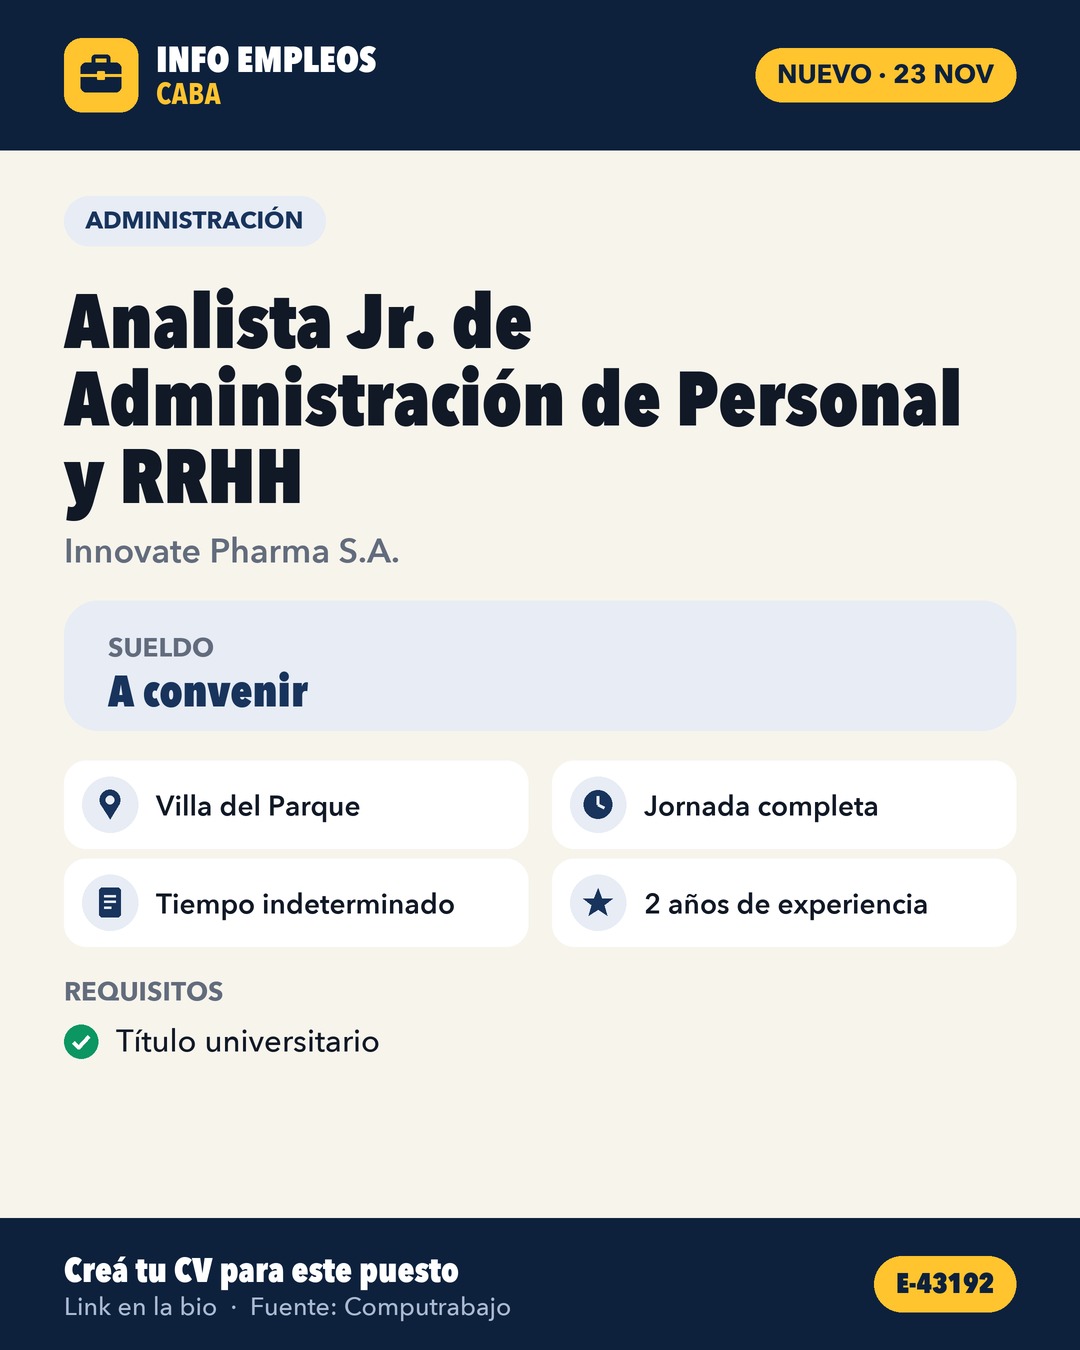 INFO EMPLEOS
CABA
NUEVO · 23 NOV
ADMINISTRACIÓN
Analista Jr. de
Administración de Personal
y RRHH
Innovate Pharma S.A.
SUELDO
A convenir
Villa del Parque
Jornada completa
Tiempo indeterminado
2 años de experiencia
REQUISITOS
Título universitario
Creá tu CV para este puesto
Link en la bio · Fuente: Computrabajo
E-43192